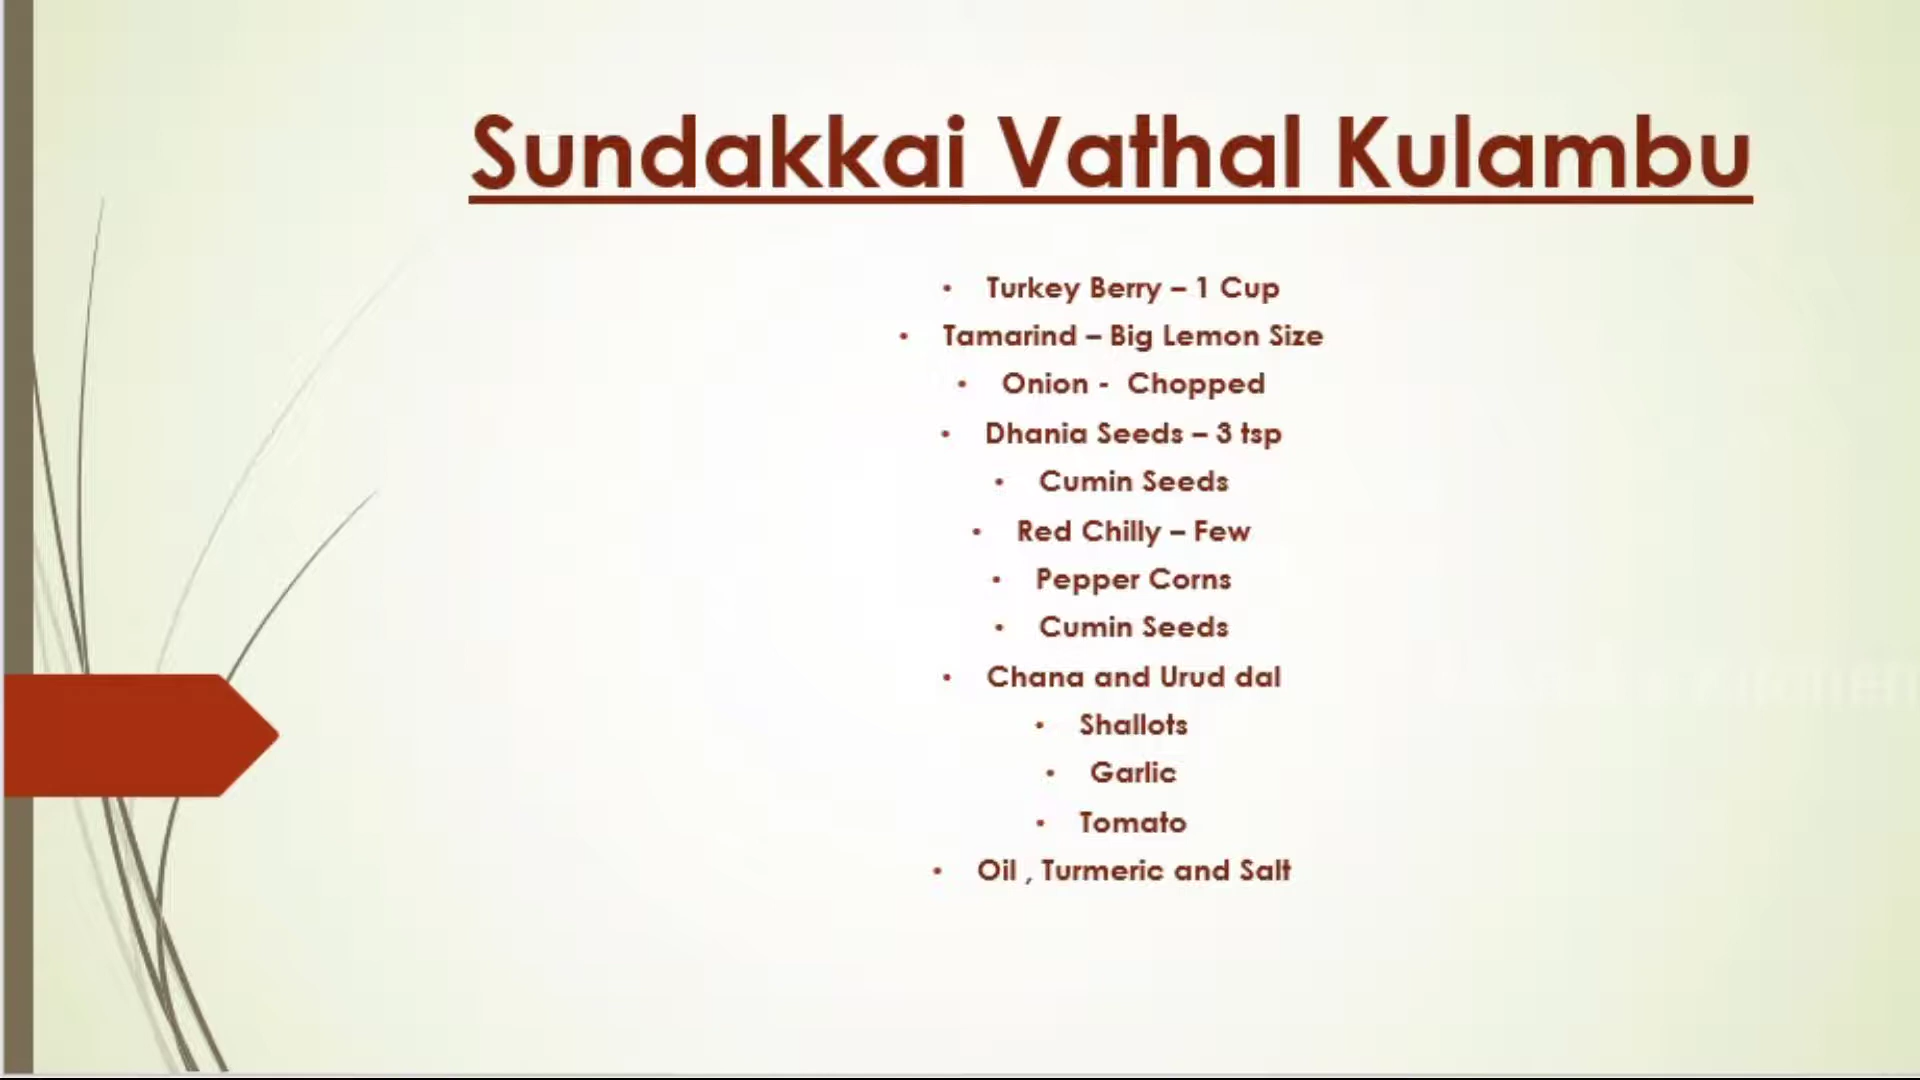 Sundakkai Vathal Kulambu
• Turkey Berry – 1 Cup
• Tamarind – Big Lemon Size
• Onion - Chopped
• Dhania Seeds – 3 tsp
• Cumin Seeds
• Red Chilly – Few
• Pepper Corns
• Cumin Seeds
• Chana and Urud dal
• Shallots
• Garlic
• Tomato
• Oil , Turmeric and Salt